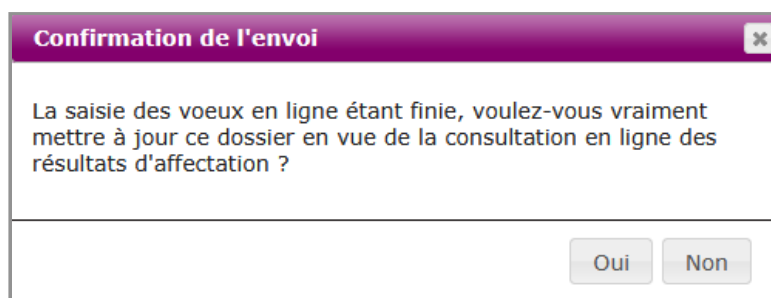 Confirmation de l'envoi
La saisie des voeux en ligne étant finie, voulez-vous vraiment
mettre à jour ce dossier en vue de la consultation en ligne des
résultats d'affectation ?
Oui Non